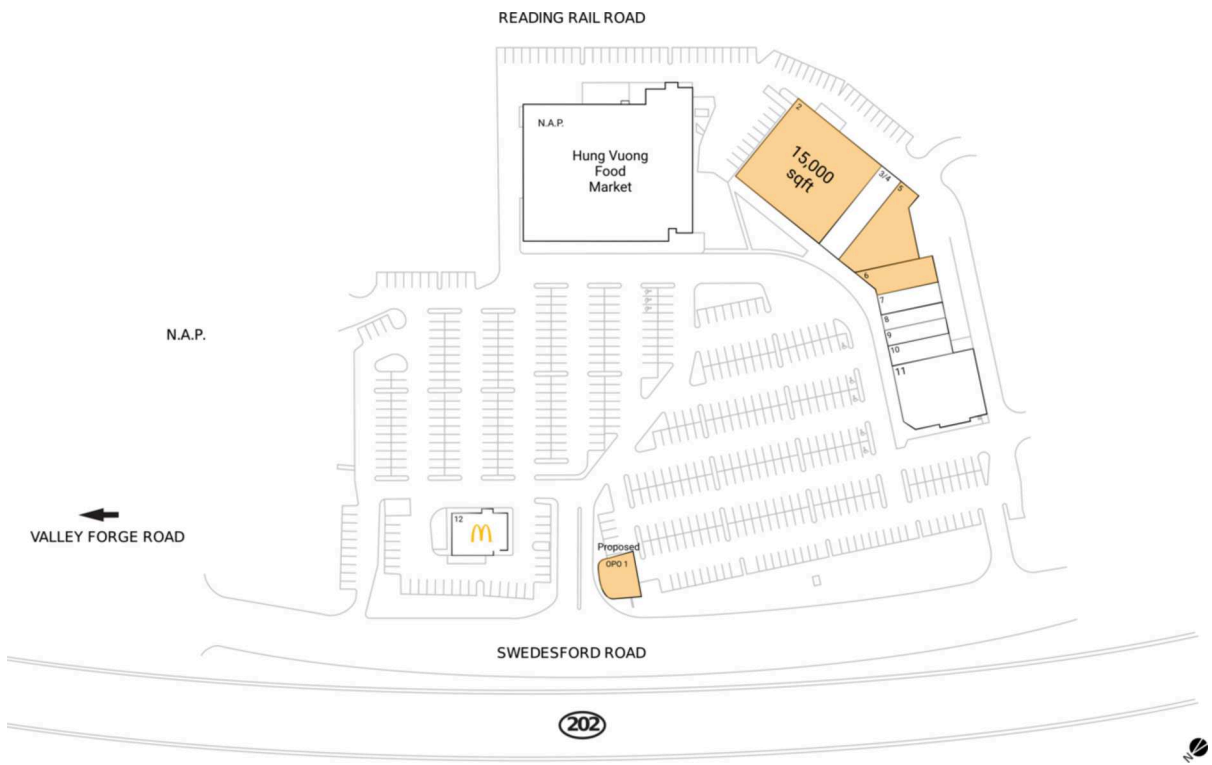 READING RAIL ROAD
N.A.P.
Hung Vuong
Food
Market
2
15,000
sqft
3/4
5
6
7
8
9
10
11
N.A.P.
VALLEY FORGE ROAD
12
Proposed
OPO 1
SWEDESFORD ROAD
202
N